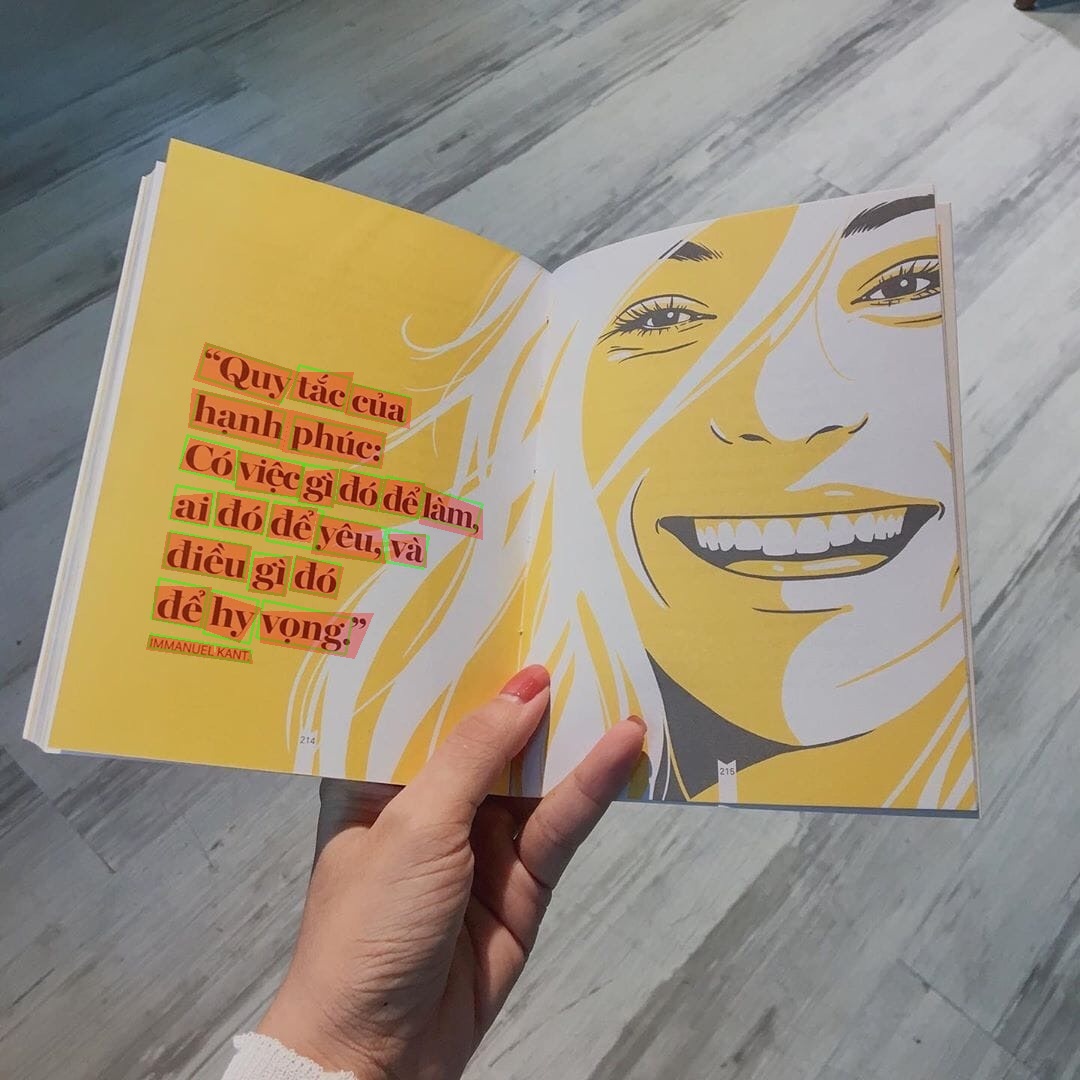 “Quy tắc của
hạnh phúc:
Có việc gì đó để làm,
ai đó để yêu, và
điều gì đó
để hy vọng.”
IMMANUEL KANT.
214
215